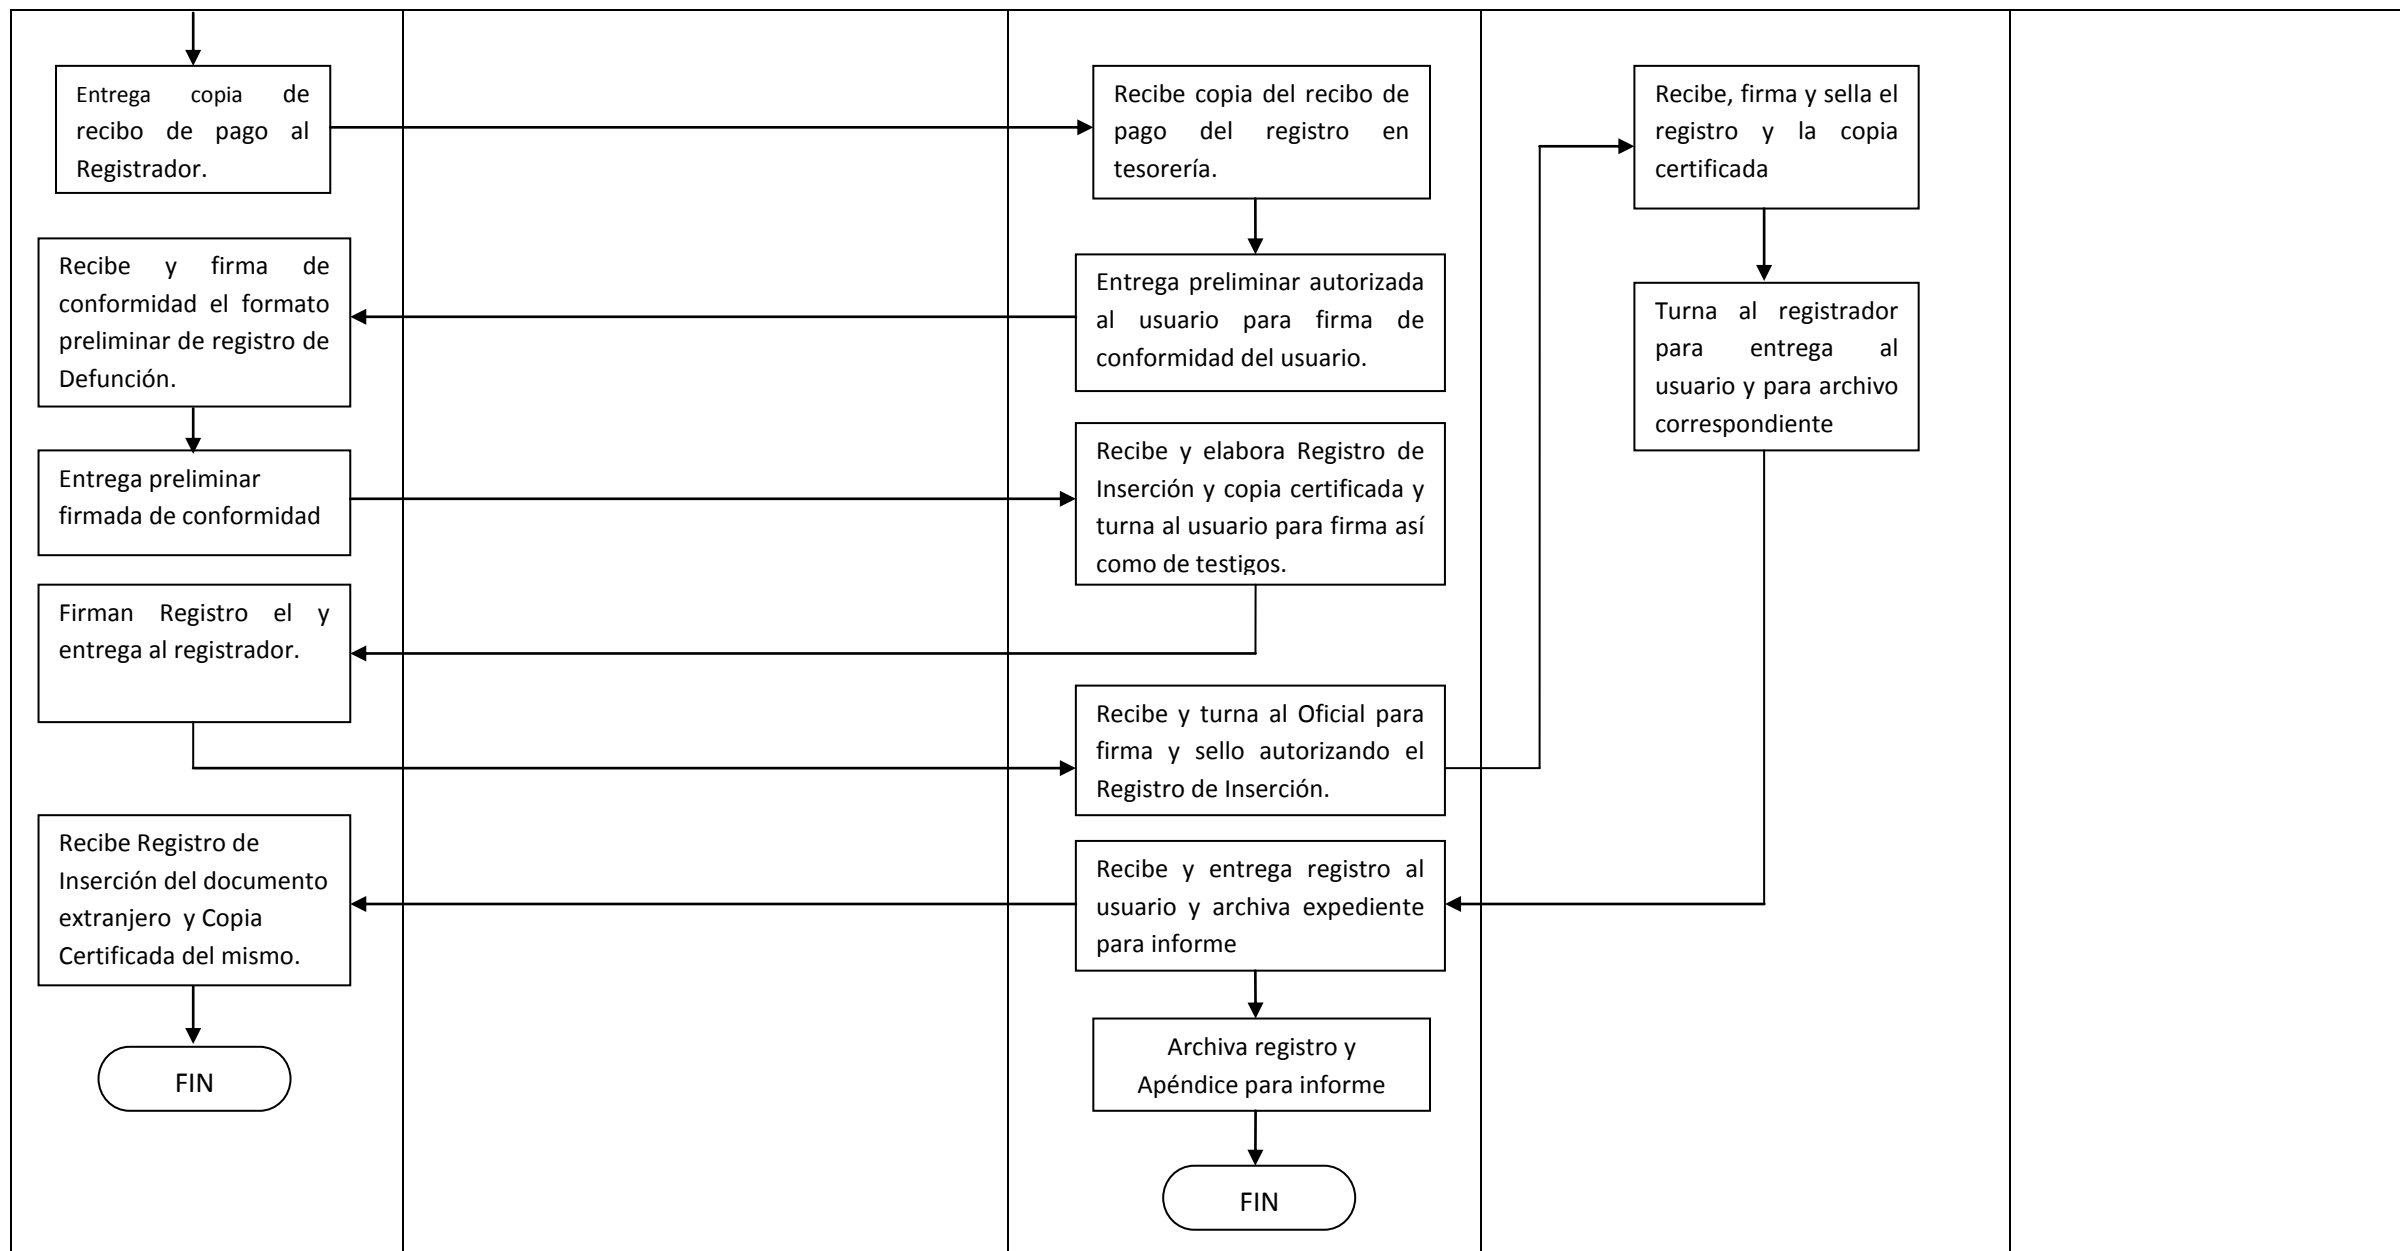 Entrega copia de
recibo de pago al
Registrador.
Recibe copia del recibo de
pago del registro en
tesorería.
Recibe, firma y sella el
registro y la copia
certificada
Recibe y firma de
conformidad el formato
preliminar de registro de
Defunción.
Entrega preliminar autorizada
al usuario para firma de
conformidad del usuario.
Turna al registrador
para entrega al
usuario y para archivo
correspondiente
Entrega preliminar
firmada de conformidad
Recibe y elabora Registro de
Inserción y copia certificada y
turna al usuario para firma así
como de testigos.
Firman Registro el y
entrega al registrador.
Recibe y turna al Oficial para
firma y sello autorizando el
Registro de Inserción.
Recibe Registro de
Inserción del documento
extranjero y Copia
Certificada del mismo.
Recibe y entrega registro al
usuario y archiva expediente
para informe
FIN
Archiva registro y
Apéndice para informe
FIN